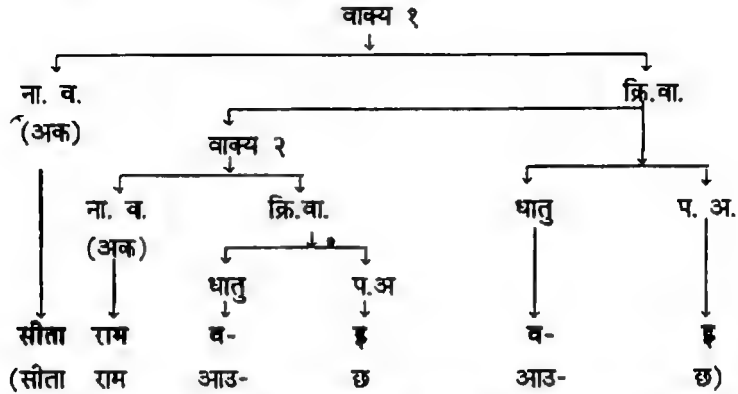 वाक्य १
ना. व. क्रि.वा.
(अक)
वाक्य २
ना. व. क्रि.वा. धातु प. अ.
(अक)
धातु प.अ
सीता राम व- इ व- इ
(सीता राम आउ- छ आउ- छ)